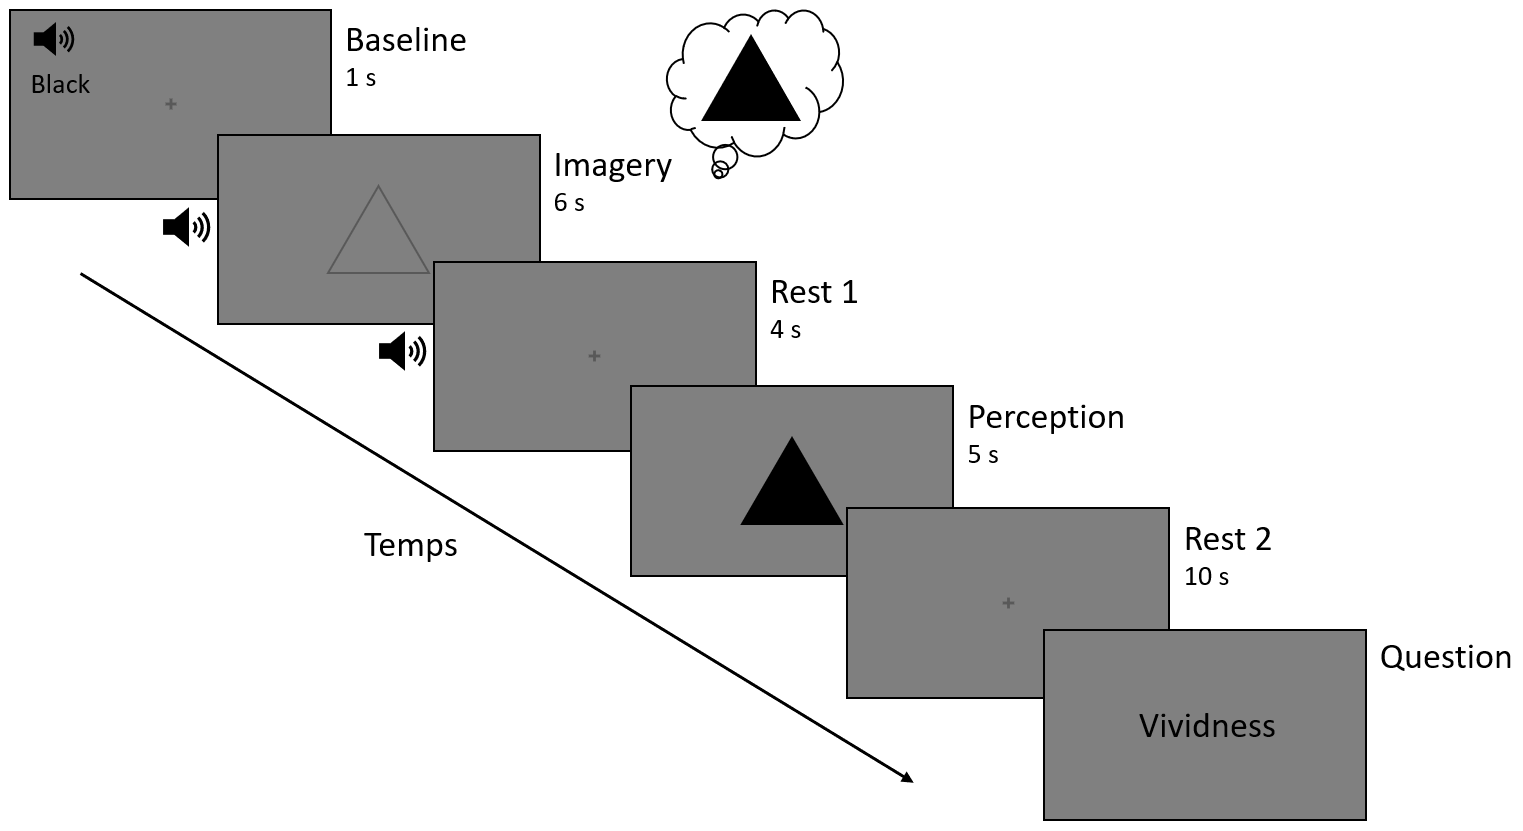 Black
Baseline
1 s
Imagery
6 s
Rest 1
4 s
Perception
5 s
Temps
Rest 2
10 s
Question
Vividness